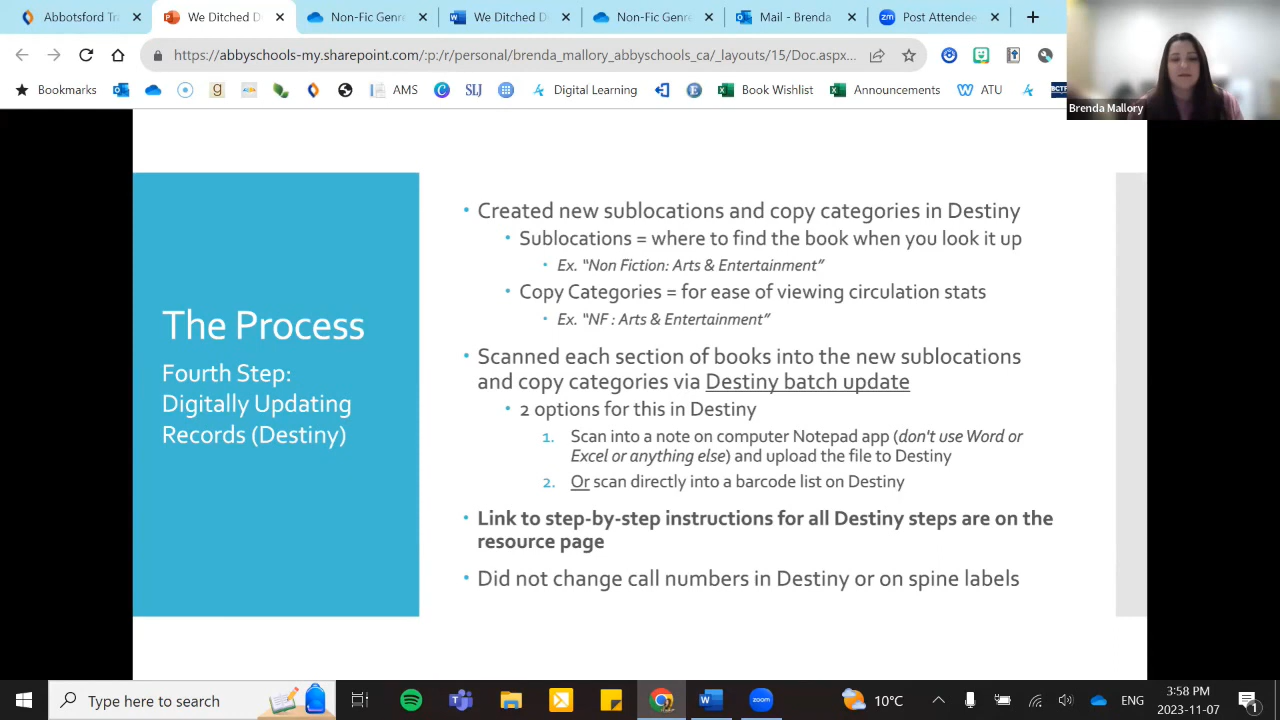 Abbotsford Tra
We Ditched D
Non-Fiction Genre
We Ditched Dx
Non-Fic Genre
Mail - Brenda
Post Attende
https://abbyschools-my.sharepoint.com/:p:/r/personal/brenda_mallory_abbyschools_ca/_layouts/15/Doc.aspx...
Bookmarks
AMS
SLJ
Digital Learning
Book Wishlist
Announcements
ATU
BCTF
Brenda Mallory
The Process
Fourth Step:
Digitally Updating
Records (Destiny)
• Created new sublocations and copy categories in Destiny
• Sublocations = where to find the book when you look it up
• Ex. “Non Fiction: Arts & Entertainment”
• Copy Categories = for ease of viewing circulation stats
• Ex. “NF : Arts & Entertainment”
• Scanned each section of books into the new sublocations
and copy categories via Destiny batch update
• 2 options for this in Destiny
1. Scan into a note on computer Notepad app (don't use Word or
Excel or anything else) and upload the file to Destiny
2. Or scan directly into a barcode list on Destiny
• Link to step-by-step instructions for all Destiny steps are on the
resource page
• Did not change call numbers in Destiny or on spine labels
Type here to search
zoom
10°C
ENG
3:58 PM
2023-11-07
1